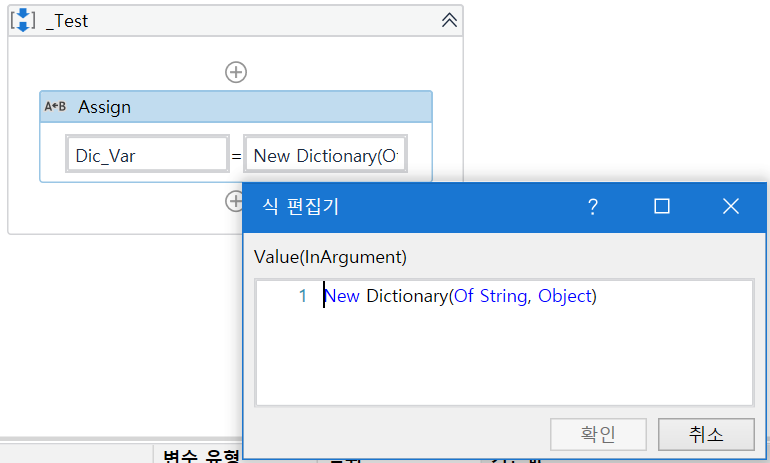 _Test
A←B Assign
Dic_Var = New Dictionary(O
식 편집기
Value(InArgument)
1 New Dictionary(Of String, Object)
확인 취소
변수 유형